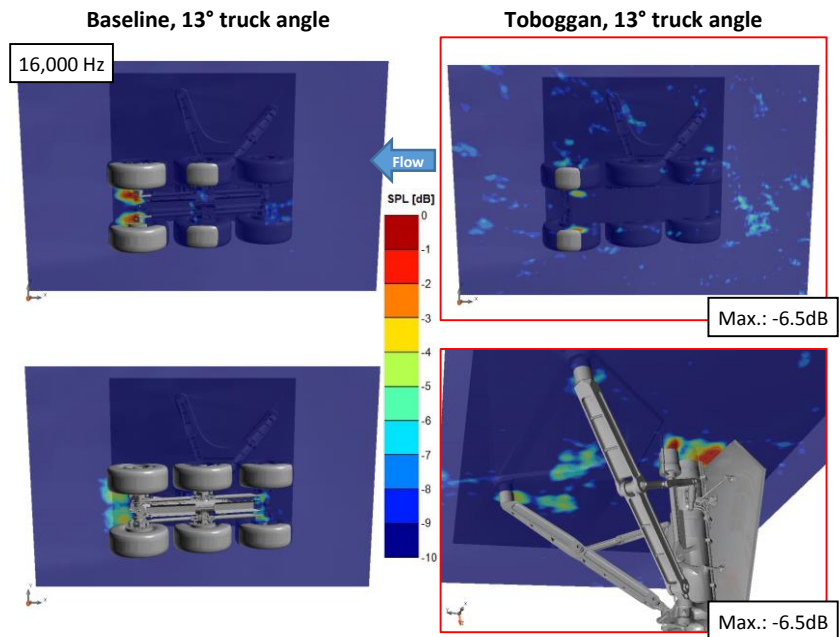 Baseline, 13° truck angle
Toboggan, 13° truck angle
16,000 Hz
Flow
SPL [dB]
0
-1
-2
-3
-4
-5
-6
-7
-8
-9
-10
Max.: -6.5dB
Max.: -6.5dB